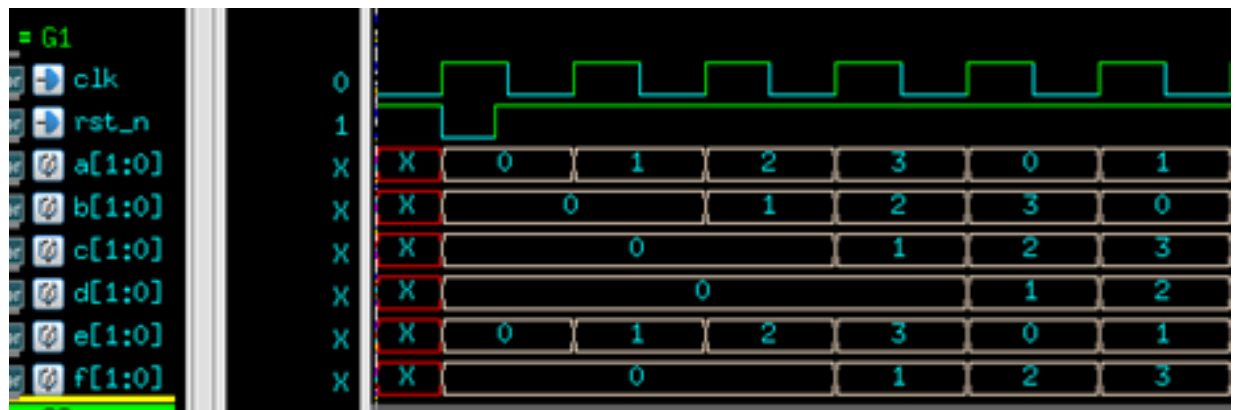 = G1
clk 0
rst_n 1
a[1:0] X X 0 1 2 3 0 1
b[1:0] X X 0 1 2 3 0
c[1:0] X X 0 1 2 3
d[1:0] X X 0 1 2
e[1:0] X X 0 1 2 3 0 1
f[1:0] X X 0 1 2 3